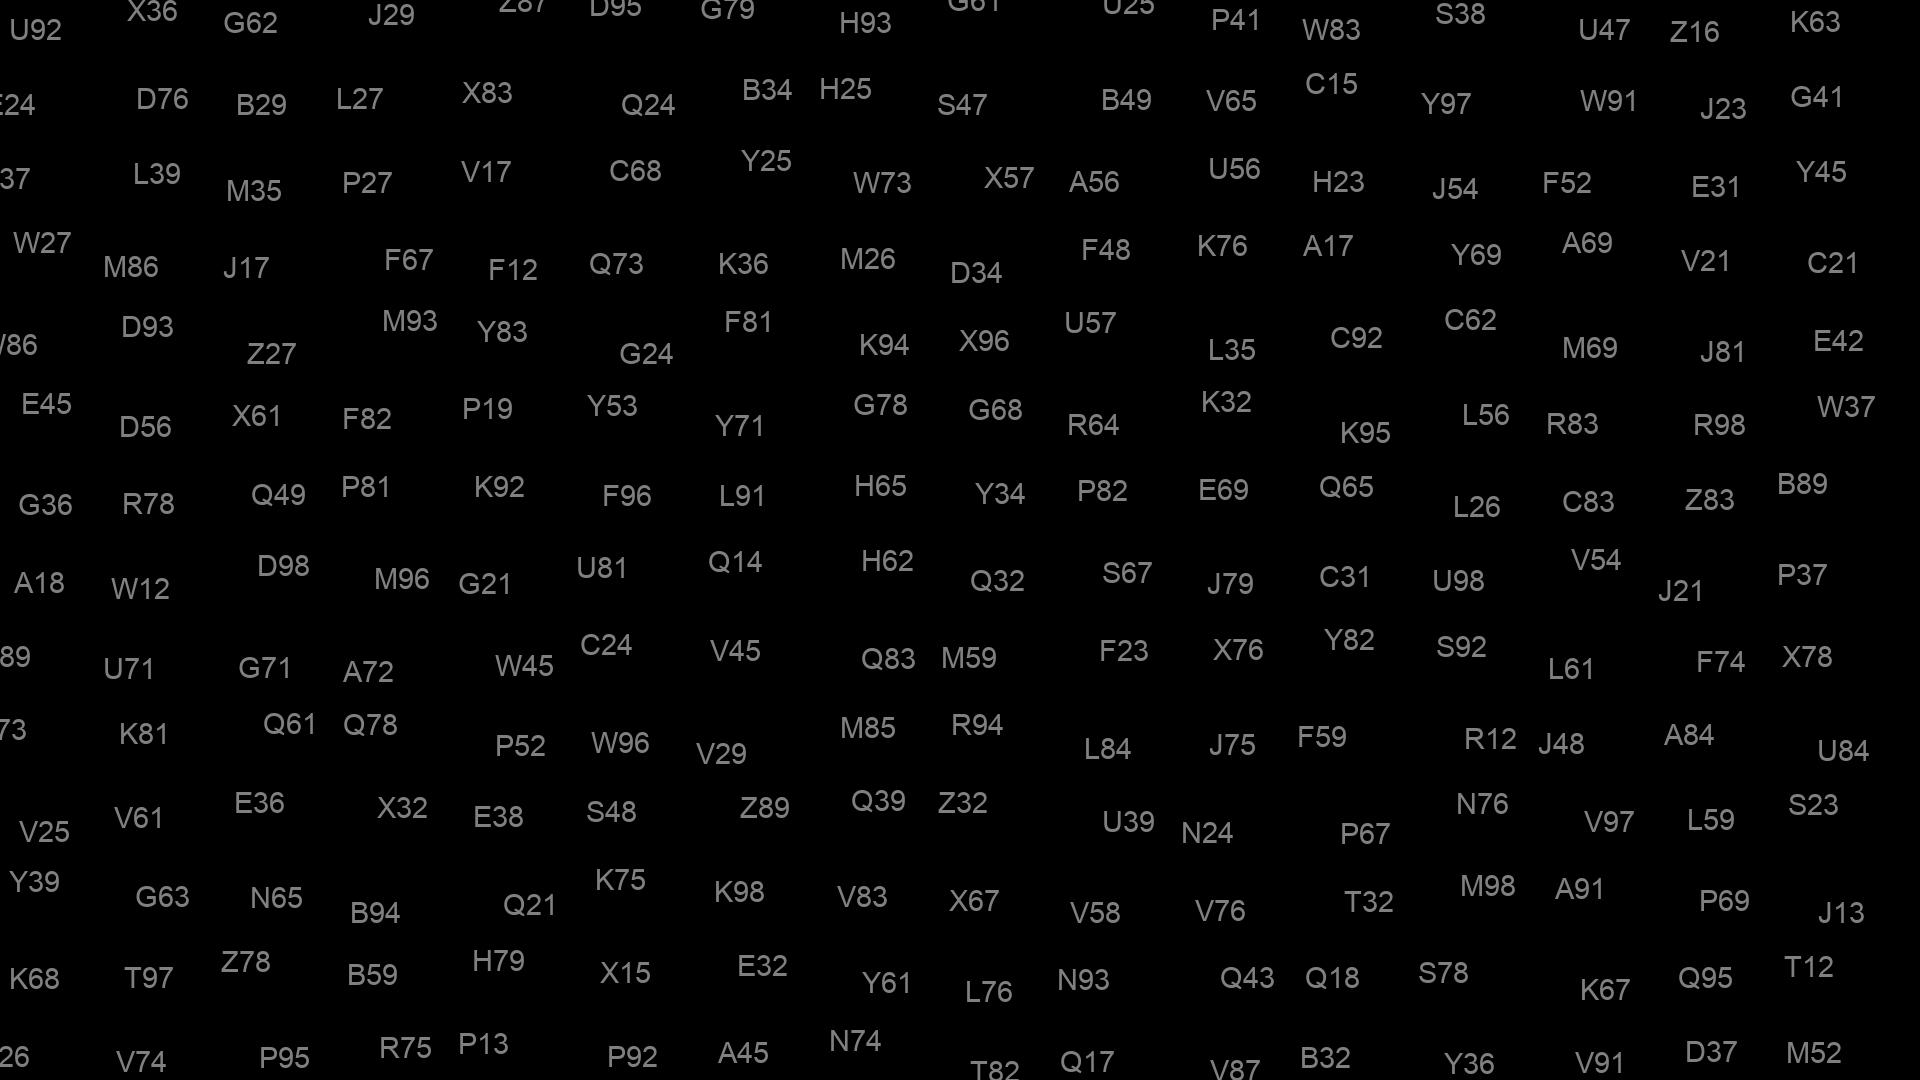 U92 X36 G62 J29 Z87 D95 G79 H93 G61 U25 P41 W83 S38 U47 Z16 K63
E24 D76 B29 L27 X83 Q24 B34 H25 S47 B49 V65 C15 Y97 W91 J23 G41
37 L39 M35 P27 V17 C68 Y25 W73 X57 A56 U56 H23 J54 F52 E31 Y45
W27 M86 J17 F67 F12 Q73 K36 M26 D34 F48 K76 A17 Y69 A69 V21 C21
86 D93 Z27 M93 Y83 G24 F81 K94 X96 U57 L35 C92 C62 M69 J81 E42
E45 D56 X61 F82 P19 Y53 Y71 G78 G68 R64 K32 K95 L56 R83 R98 W37
G36 R78 Q49 P81 K92 F96 L91 H65 Y34 P82 E69 Q65 L26 C83 Z83 B89
A18 W12 D98 M96 G21 U81 Q14 H62 Q32 S67 J79 C31 U98 V54 J21 P37
89 U71 G71 A72 W45 C24 V45 Q83 M59 F23 X76 Y82 S92 L61 F74 X78
73 K81 Q61 Q78 P52 W96 V29 M85 R94 L84 J75 F59 R12 J48 A84 U84
V25 V61 E36 X32 E38 S48 Z89 Q39 Z32 U39 N24 P67 N76 V97 L59 S23
Y39 G63 N65 B94 Q21 K75 K98 V83 X67 V58 V76 T32 M98 A91 P69 J13
K68 T97 Z78 B59 H79 X15 E32 Y61 L76 N93 Q43 Q18 S78 K67 Q95 T12
26 V74 P95 R75 P13 P92 A45 N74 T82 Q17 V87 B32 Y36 V91 D37 M52